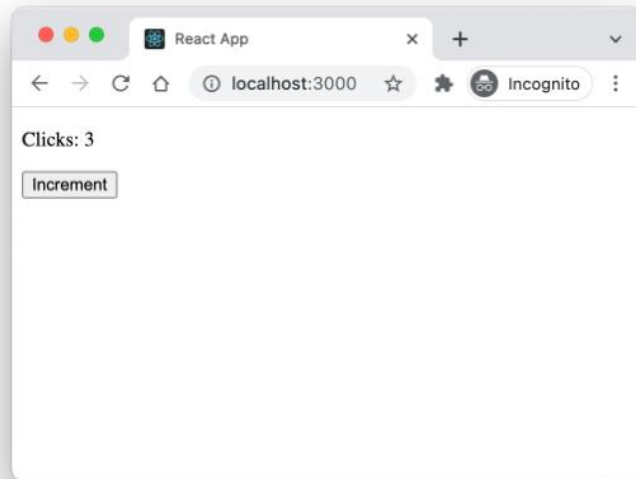 React App
localhost:3000
Incognito
Clicks: 3
Increment